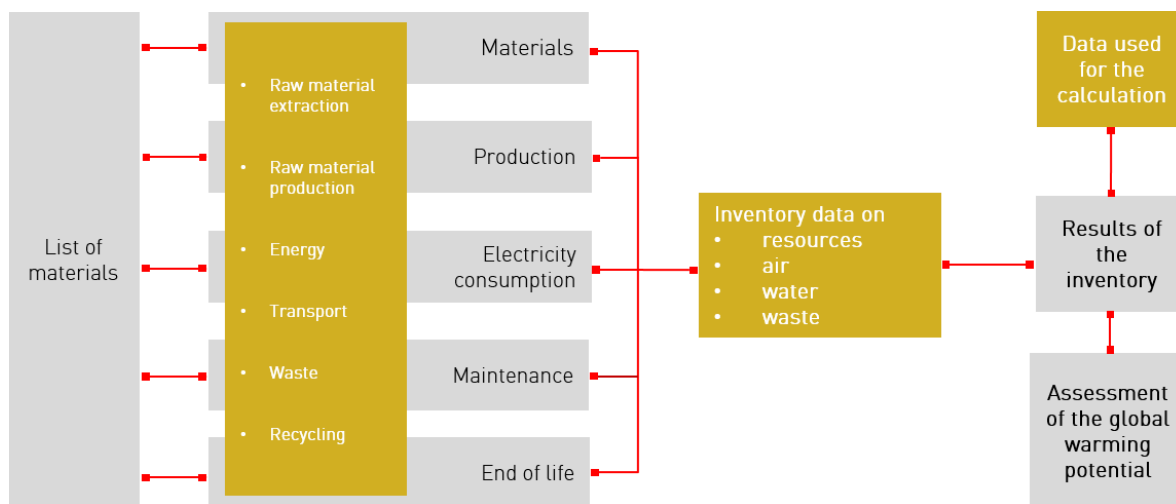 List of
materials
• Raw material
extraction
• Raw material
production
• Energy
• Transport
• Waste
• Recycling
Materials
Production
Electricity
consumption
Maintenance
End of life
Inventory data on
• resources
• air
• water
• waste
Data used
for the
calculation
Results of
the
inventory
Assessment
of the global
warming
potential